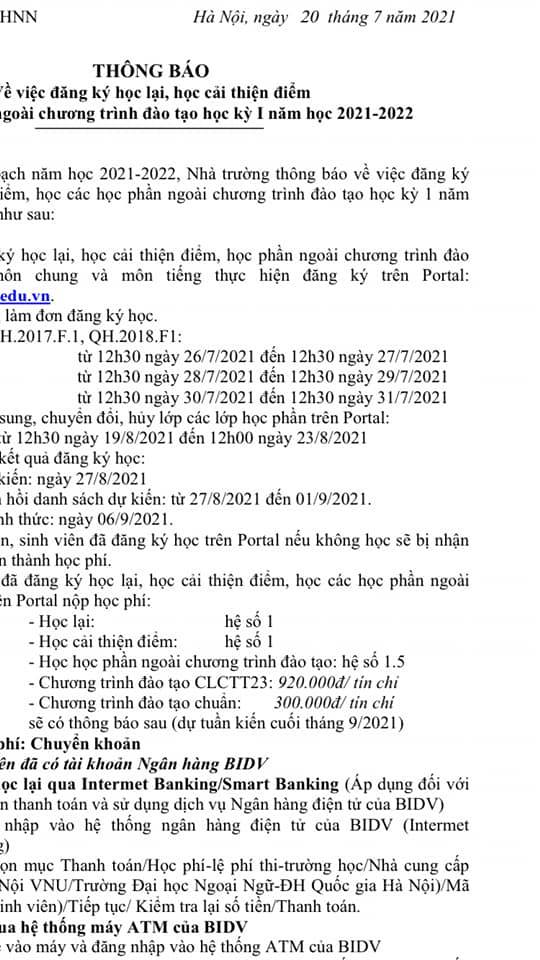 HNN Hà Nội, ngày 20 tháng 7 năm 2021
THÔNG BÁO
Về việc đăng ký học lại, học cải thiện điểm
ngoài chương trình đào tạo học kỳ I năm học 2021-2022
oạch năm học 2021-2022, Nhà trường thông báo về việc đăng ký
iểm, học các học phần ngoài chương trình đào tạo học kỳ 1 năm
như sau:
ký học lại, học cải thiện điểm, học phần ngoài chương trình đào
môn chung và môn tiếng thực hiện đăng ký trên Portal:
edu.vn.
làm đơn đăng ký học.
H.2017.F.1, QH.2018.F1:
từ 12h30 ngày 26/7/2021 đến 12h30 ngày 27/7/2021
từ 12h30 ngày 28/7/2021 đến 12h30 ngày 29/7/2021
từ 12h30 ngày 30/7/2021 đến 12h30 ngày 31/7/2021
sung, chuyển đổi, hủy lớp các lớp học phần trên Portal:
từ 12h30 ngày 19/8/2021 đến 12h00 ngày 23/8/2021
kết quả đăng ký học:
kiến: ngày 27/8/2021
hồi danh sách dự kiến: từ 27/8/2021 đến 01/9/2021.
nh thức: ngày 06/9/2021.
n, sinh viên đã đăng ký học trên Portal nếu không học sẽ bị nhận
n thành học phí.
đã đăng ký học lại, học cải thiện điểm, học các học phần ngoài
ên Portal nộp học phí:
- Học lại: hệ số 1
- Học cải thiện điểm: hệ số 1
- Học học phần ngoài chương trình đào tạo: hệ số 1.5
- Chương trình đào tạo CLCTT23: 920.000đ/ tín chỉ
- Chương trình đào tạo chuẩn: 300.000đ/ tín chỉ
sẽ có thông báo sau (dự tuần kiến cuối tháng 9/2021)
phí: Chuyển khoản
ên đã có tài khoản Ngân hàng BIDV
ọc lại qua Intermet Banking/Smart Banking (Áp dụng đối với
n thanh toán và sử dụng dịch vụ Ngân hàng điện tử của BIDV)
nhập vào hệ thống ngân hàng điện tử của BIDV (Intermet
g)
ọn mục Thanh toán/Học phí-lệ phí thi-trường học/Nhà cung cấp
Nội VNU/Trường Đại học Ngoại Ngữ-ĐH Quốc gia Hà Nội)/Mã
inh viên)/Tiếp tục/ Kiểm tra lại số tiền/Thanh toán.
ua hệ thống máy ATM của BIDV
vào máy và đăng nhập vào hệ thống ATM của BIDV